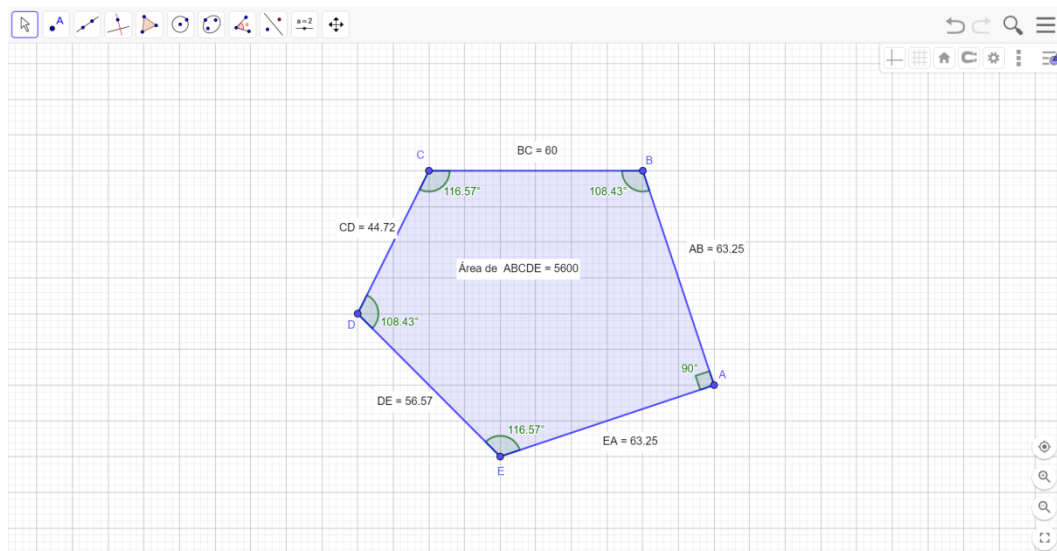 A
a=2
BC = 60
C
B
116.57°
108.43°
CD = 44.72
AB = 63.25
Área de ABCDE = 5600
D
108.43°
90°
A
DE = 56.57
116.57°
EA = 63.25
E